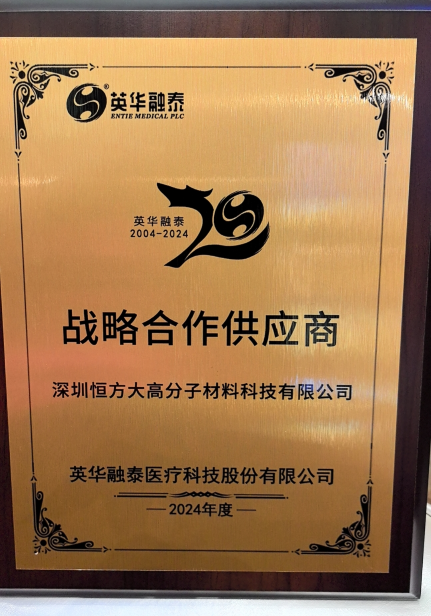 英华融泰®
ENTIE MEDICAL PLC
英华融泰
2004-2024
20
战略合作供应商
深圳恒方大高分子材料科技有限公司
英华融泰医疗科技股份有限公司
2024年度